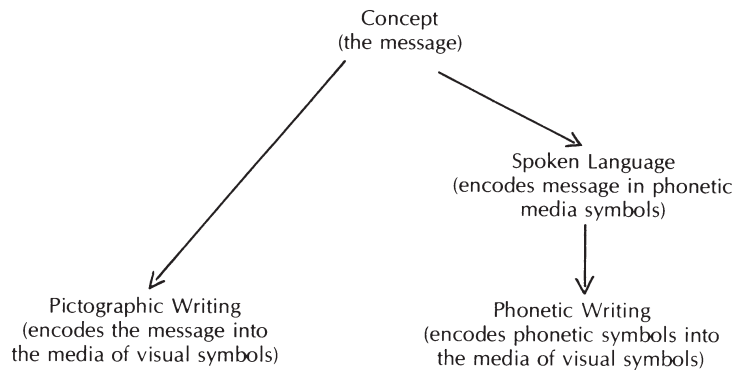 Concept
(the message)
Spoken Language
(encodes message in phonetic
media symbols)
Pictographic Writing
(encodes the message into
the media of visual symbols)
Phonetic Writing
(encodes phonetic symbols into
the media of visual symbols)